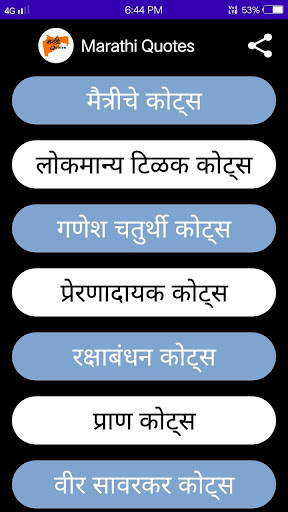 4G 6:44 PM 53%
Marathi Quotes
मैत्रीचे कोट्स
लोकमान्य टिळक कोट्स
गणेश चतुर्थी कोट्स
प्रेरणादायक कोट्स
रक्षाबंधन कोट्स
प्राण कोट्स
वीर सावरकर कोट्स